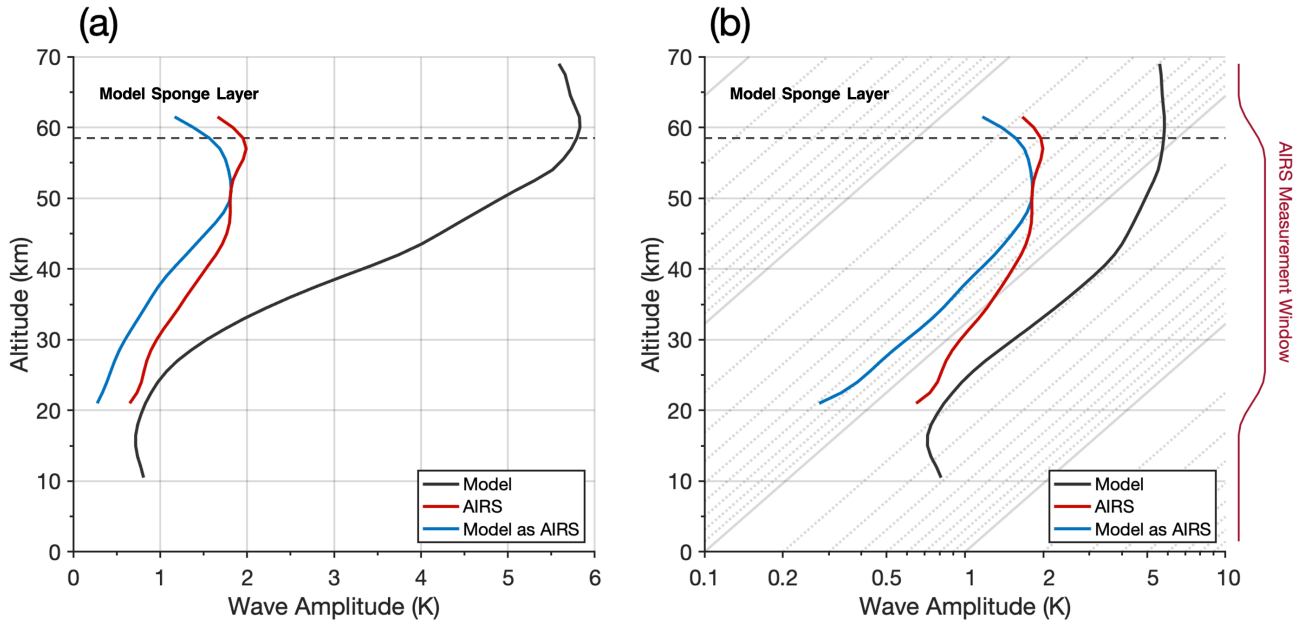 (a)
70
60
50
40
30
20
10
0
Altitude (km)
Model Sponge Layer
Model
AIRS
Model as AIRS
0 1 2 3 4 5 6
Wave Amplitude (K)
(b)
70
60
50
40
30
20
10
0
Altitude (km)
Model Sponge Layer
Model
AIRS
Model as AIRS
0.1 0.2 0.5 1 2 5 10
Wave Amplitude (K)
AIRS Measurement Window